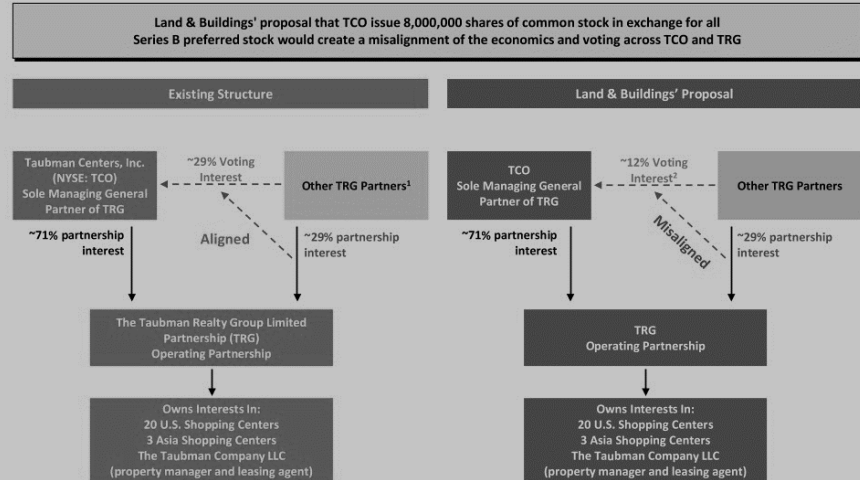 Land & Buildings' proposal that TCO issue 8,000,000 shares of common stock in exchange for all
Series B preferred stock would create a misalignment of the economics and voting across TCO and TRG
Existing Structure
Taubman Centers, Inc.
(NYSE: TCO)
Sole Managing General
Partner of TRG
~29% Voting
Interest
Other TRG Partners¹
~71% partnership
interest
Aligned
~29% partnership
interest
The Taubman Realty Group Limited
Partnership (TRG)
Operating Partnership
Owns Interests In:
20 U.S. Shopping Centers
3 Asia Shopping Centers
The Taubman Company LLC
(property manager and leasing agent)
Land & Buildings’ Proposal
TCO
Sole Managing General
Partner of TRG
~12% Voting
Interest²
Other TRG Partners
~71% partnership
interest
Misaligned
~29% partnership
interest
TRG
Operating Partnership
Owns Interests In:
20 U.S. Shopping Centers
3 Asia Shopping Centers
The Taubman Company LLC
(property manager and leasing agent)